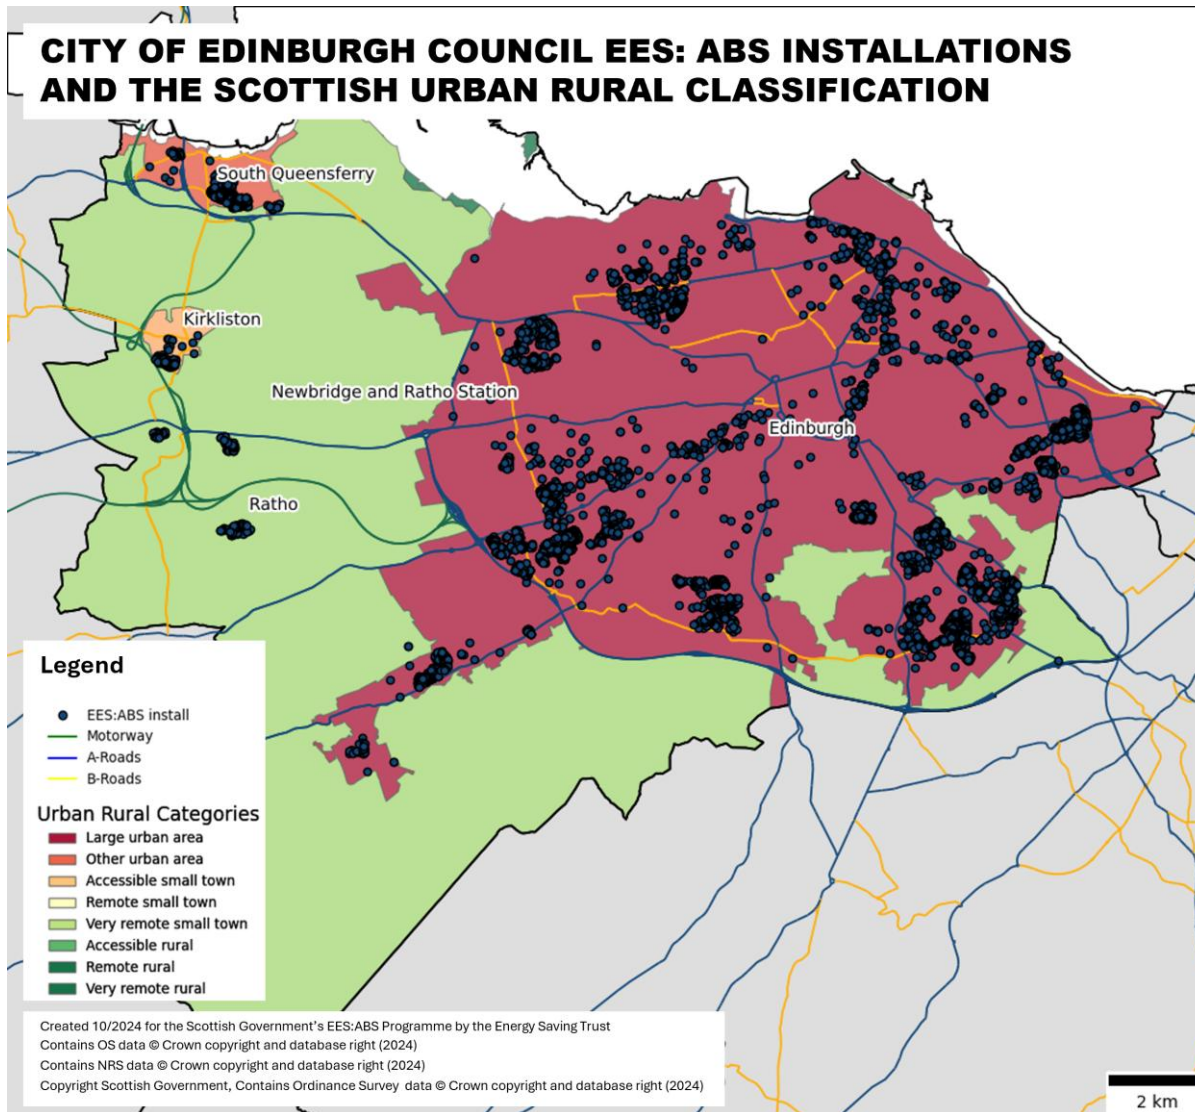 CITY OF EDINBURGH COUNCIL EES: ABS INSTALLATIONS
AND THE SCOTTISH URBAN RURAL CLASSIFICATION
South Queensferry
Kirkliston
Newbridge and Ratho Station
Edinburgh
Ratho
Legend
EES:ABS install
Motorway
A-Roads
B-Roads
Urban Rural Categories
Large urban area
Other urban area
Accessible small town
Remote small town
Very remote small town
Accessible rural
Remote rural
Very remote rural
Created 10/2024 for the Scottish Government's EES:ABS Programme by the Energy Saving Trust
Contains OS data © Crown copyright and database right (2024)
Contains NRS data © Crown copyright and database right (2024)
Copyright Scottish Government, Contains Ordinance Survey data © Crown copyright and database right (2024)
2 km